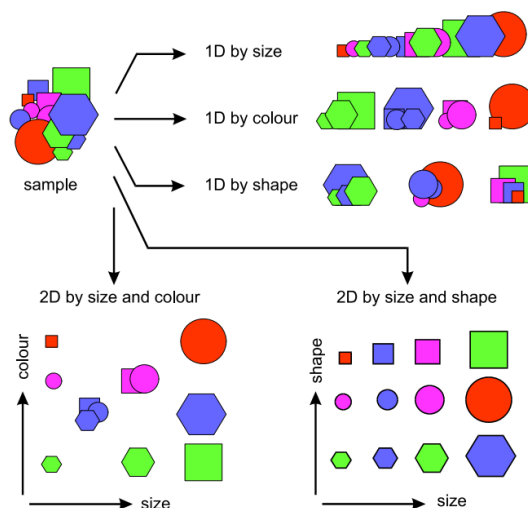 1D by size
1D by colour
sample
1D by shape
2D by size and colour
2D by size and shape
colour
shape
size
size